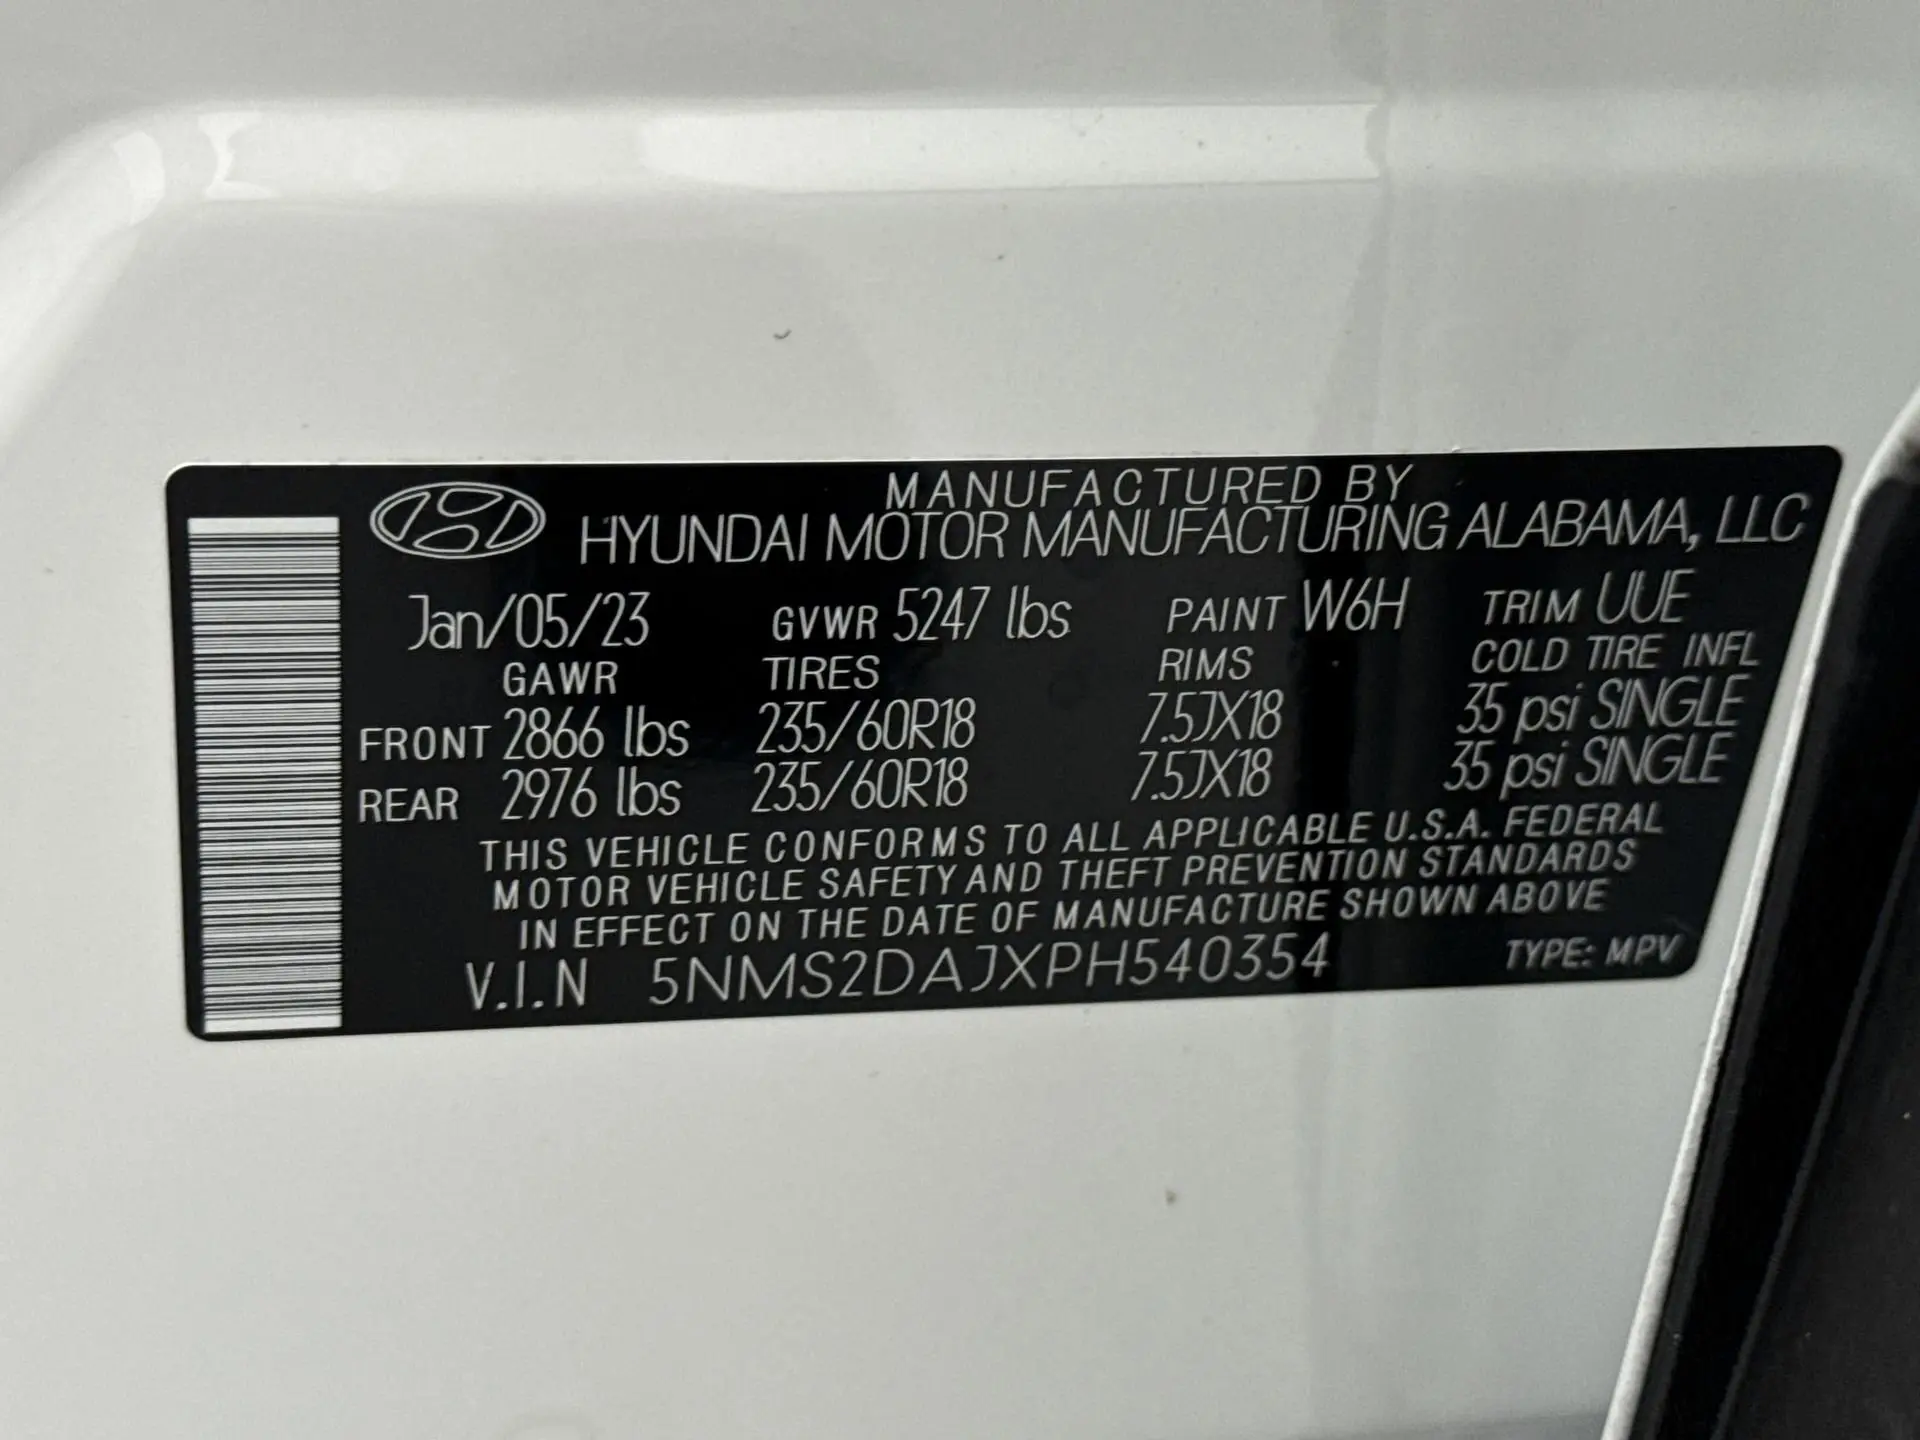 MANUFACTURED BY
HYUNDAI MOTOR MANUFACTURING ALABAMA, LLC
Jan/05/23 GVWR 5247 lbs PAINT W6H TRIM UUE
GAWR TIRES RIMS COLD TIRE INFL
FRONT 2866 lbs 235/60R18 7.5JX18 35 psi SINGLE
REAR 2976 lbs 235/60R18 7.5JX18 35 psi SINGLE
THIS VEHICLE CONFORMS TO ALL APPLICABLE U.S.A. FEDERAL
MOTOR VEHICLE SAFETY AND THEFT PREVENTION STANDARDS
IN EFFECT ON THE DATE OF MANUFACTURE SHOWN ABOVE
V.I.N 5NMS2DAJXPH540354 TYPE: MPV